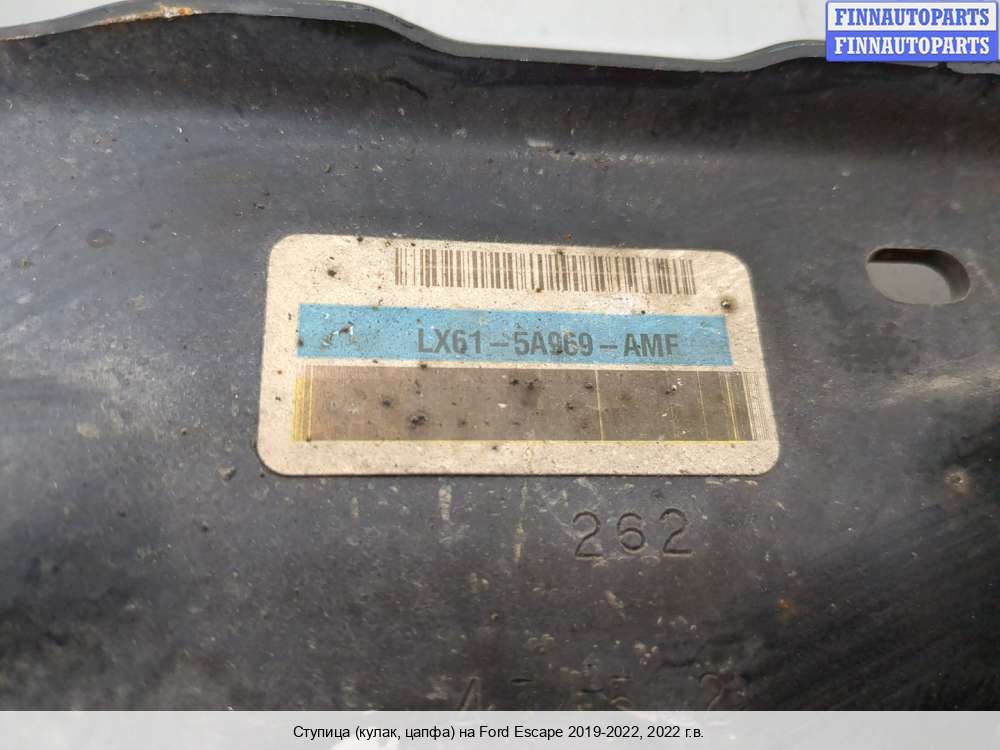 FINNAUTOPARTS
FINNAUTOPARTS
LX61-5A969-AMF
262
Ступица (кулак, цапфа) на Ford Escape 2019-2022, 2022 г.в.